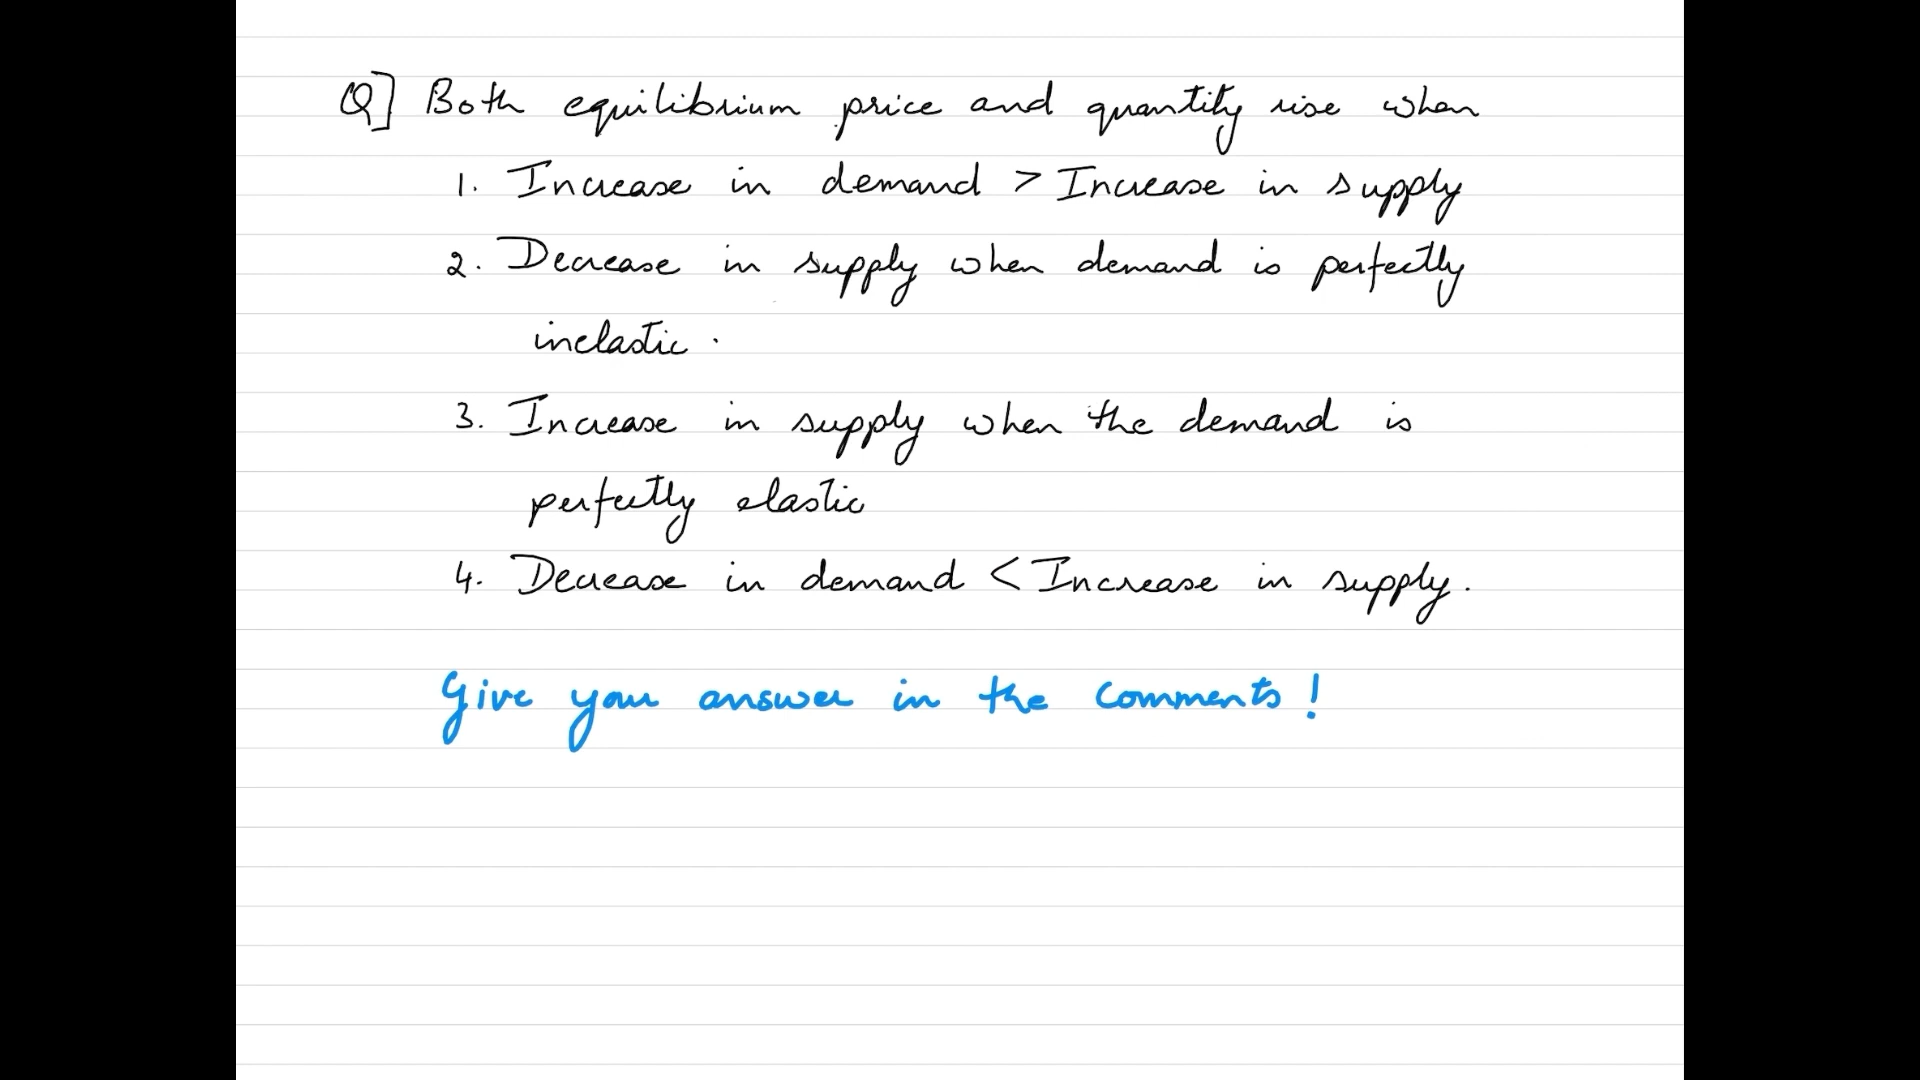 Q] Both equilibrium price and quantity rise when
1. Increase in demand > Increase in supply
2. Decrease in supply when demand is perfectly
inelastic.
3. Increase in supply when the demand is
perfectly elastic
4. Decrease in demand < Increase in supply.
Give your answer in the comments!